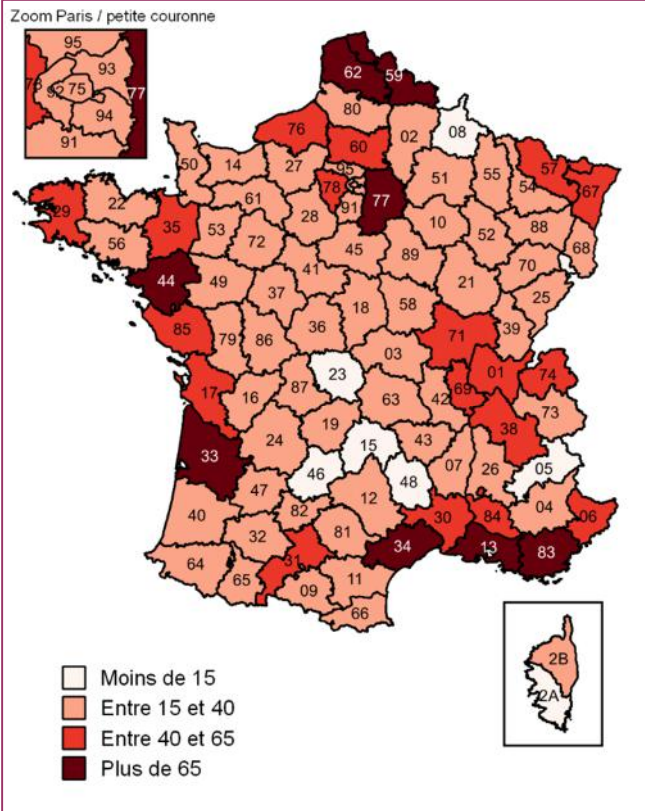 Zoom Paris / petite couronne
95
93
78 92 75 77
94
91
62 59
80
76 02 08
60
50 14 27 95 57
78 51 55 54 67
61 77
29 22 35 28 91 10 88
56 53 72 52 68
45 89 70
44 49 41 21 25
37 18 58
85 79 86 36 71 39
03
17 23 01 74
16 87 63 42 69 73
19 38
33 24 15 43
46 48 07 26 05
47 12
40 82 30 84 04 06
32 81 34 13 83
31
64 65 09 11
66
2B
2A
Moins de 15
Entre 15 et 40
Entre 40 et 65
Plus de 65